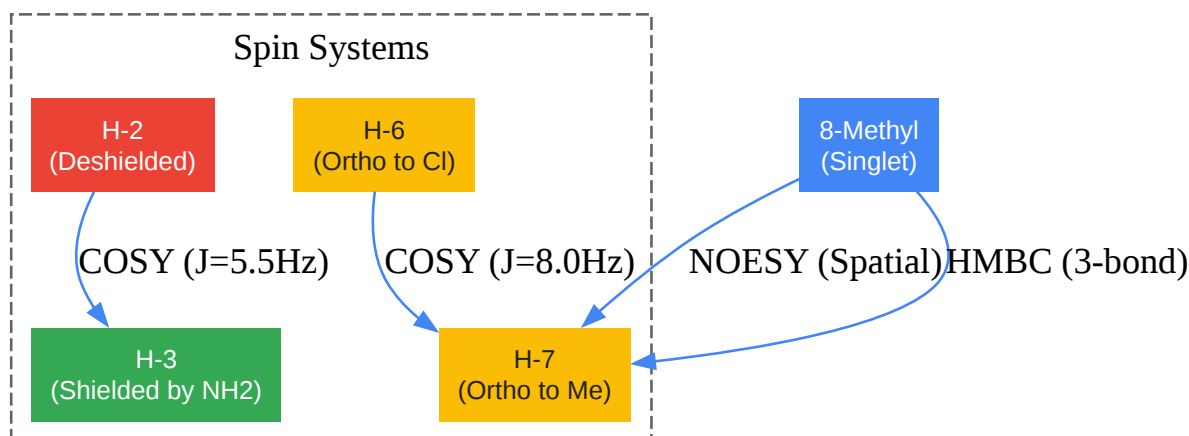 Spin Systems
H-2
(Deshielded)
H-6
(Ortho to Cl)
8-Methyl
(Singlet)
COSY (J=5.5Hz)
COSY (J=8.0Hz)
NOESY (Spatial)
HMBC (3-bond)
H-3
(Shielded by NH2)
H-7
(Ortho to Me)